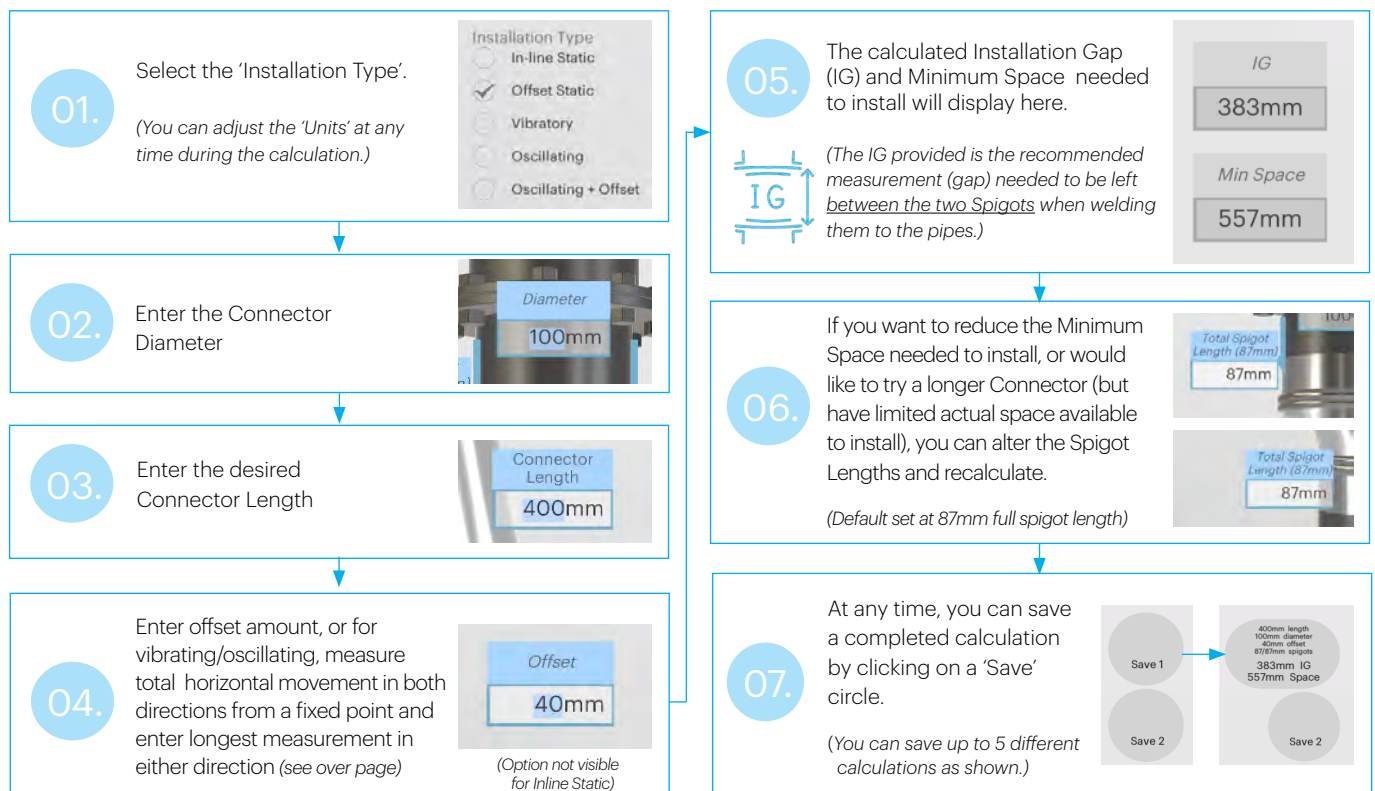 01.
Select the ‘Installation Type’.
(You can adjust the ‘Units’ at any
time during the calculation.)
Installation Type
In-line Static
Offset Static
Vibratory
Oscillating
Oscillating + Offset
02.
Enter the Connector
Diameter
Diameter
100mm
03.
Enter the desired
Connector Length
Connector
Length
400mm
04.
Enter offset amount, or for
vibrating/oscillating, measure
total horizontal movement in both
directions from a fixed point and
enter longest measurement in
either direction (see over page)
Offset
40mm
(Option not visible
for Inline Static)
05.
The calculated Installation Gap
(IG) and Minimum Space needed
to install will display here.
IG
(The IG provided is the recommended
measurement (gap) needed to be left
between the two Spigots when welding
them to the pipes.)
IG
383mm
Min Space
557mm
06.
If you want to reduce the Minimum
Space needed to install, or would
like to try a longer Connector (but
have limited actual space available
to install), you can alter the Spigot
Lengths and recalculate.
(Default set at 87mm full spigot length)
Total Spigot
Length (87mm)
87mm
Total Spigot
Length (87mm)
87mm
07.
At any time, you can save
a completed calculation
by clicking on a ‘Save’
circle.
(You can save up to 5 different
calculations as shown.)
Save 1
Save 2
400mm length
100mm diameter
40mm offset
87/87mm spigots
383mm IG
557mm Space
Save 2